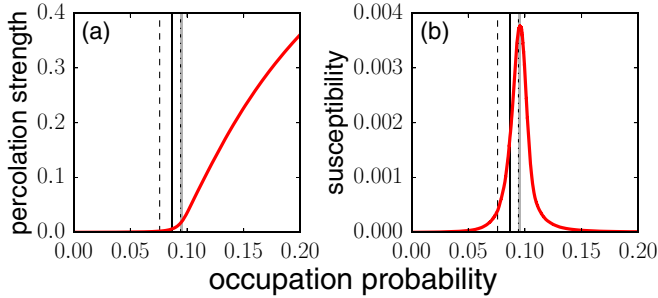 (a)
percolation strength
0.4
0.3
0.2
0.1
0.0
0.00 0.05 0.10 0.15 0.20
(b)
susceptibility
0.004
0.003
0.002
0.001
0.000
0.00 0.05 0.10 0.15 0.20
occupation probability